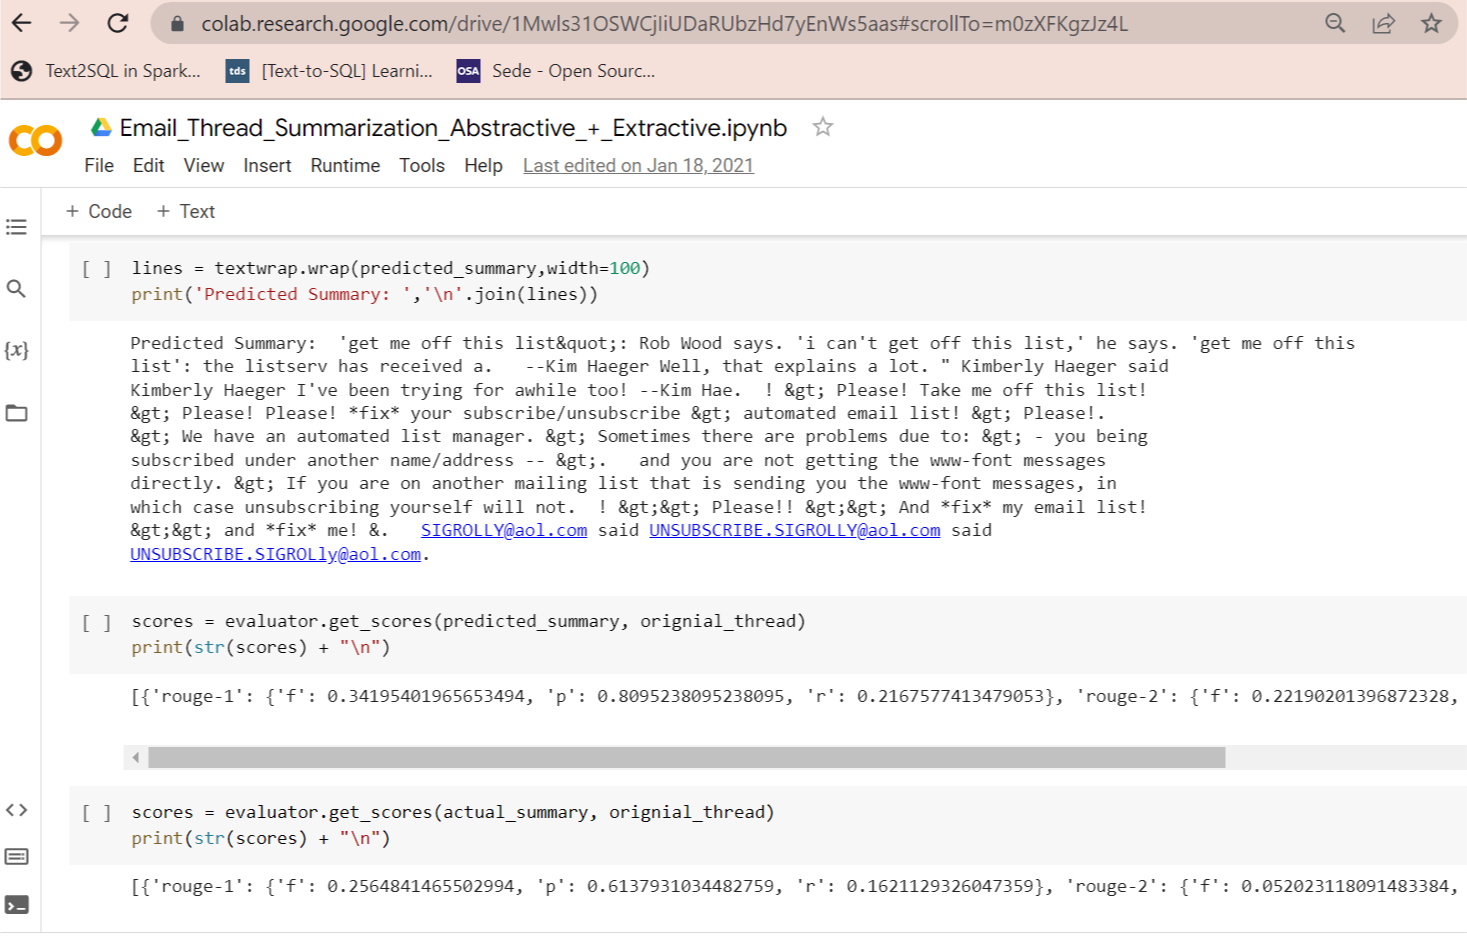 colab.research.google.com/drive/1Mwls31OSWCjIiUDaRUbzHd7yEnWs5aas#scrollTo=m0zXFKgzJz4L
Text2SQL in Spark... tds [Text-to-SQL] Learni... OSA Sede - Open Sourc...
Email_Thread_Summarization_Abstractive_+_Extractive.ipynb
File Edit View Insert Runtime Tools Help Last edited on Jan 18, 2021
+ Code + Text
[ ] lines = textwrap.wrap(predicted_summary,width=100)
print('Predicted Summary: ','\n'.join(lines))
{x}
Predicted Summary:  'get me off this list&quot;: Rob Wood says. 'i can't get off this list,' he says. 'get me off this
list': the listserv has received a.   --Kim Haeger Well, that explains a lot. " Kimberly Haeger said
Kimberly Haeger I've been trying for awhile too! --Kim Hae.  ! &gt; Please! Take me off this list!
&gt; Please! Please! *fix* your subscribe/unsubscribe &gt; automated email list! &gt; Please!.
&gt; We have an automated list manager. &gt; Sometimes there are problems due to: &gt; - you being
subscribed under another name/address -- &gt;.   and you are not getting the www-font messages
directly. &gt; If you are on another mailing list that is sending you the www-font messages, in
which case unsubscribing yourself will not.  ! &gt;&gt; Please!! &gt;&gt; And *fix* my email list!
&gt;&gt; and *fix* me! &.   SIGROLLY@aol.com said UNSUBSCRIBE.SIGROLLY@aol.com said
UNSUBSCRIBE.SIGROLly@aol.com.
[ ] scores = evaluator.get_scores(predicted_summary, orignial_thread)
print(str(scores) + "\n")
[{'rouge-1': {'f': 0.34195401965653494, 'p': 0.8095238095238095, 'r': 0.2167577413479053}, 'rouge-2': {'f': 0.22190201396872328,
[ ] scores = evaluator.get_scores(actual_summary, orignial_thread)
print(str(scores) + "\n")
[{'rouge-1': {'f': 0.2564841465502994, 'p': 0.6137931034482759, 'r': 0.1621129326047359}, 'rouge-2': {'f': 0.052023118091483384,